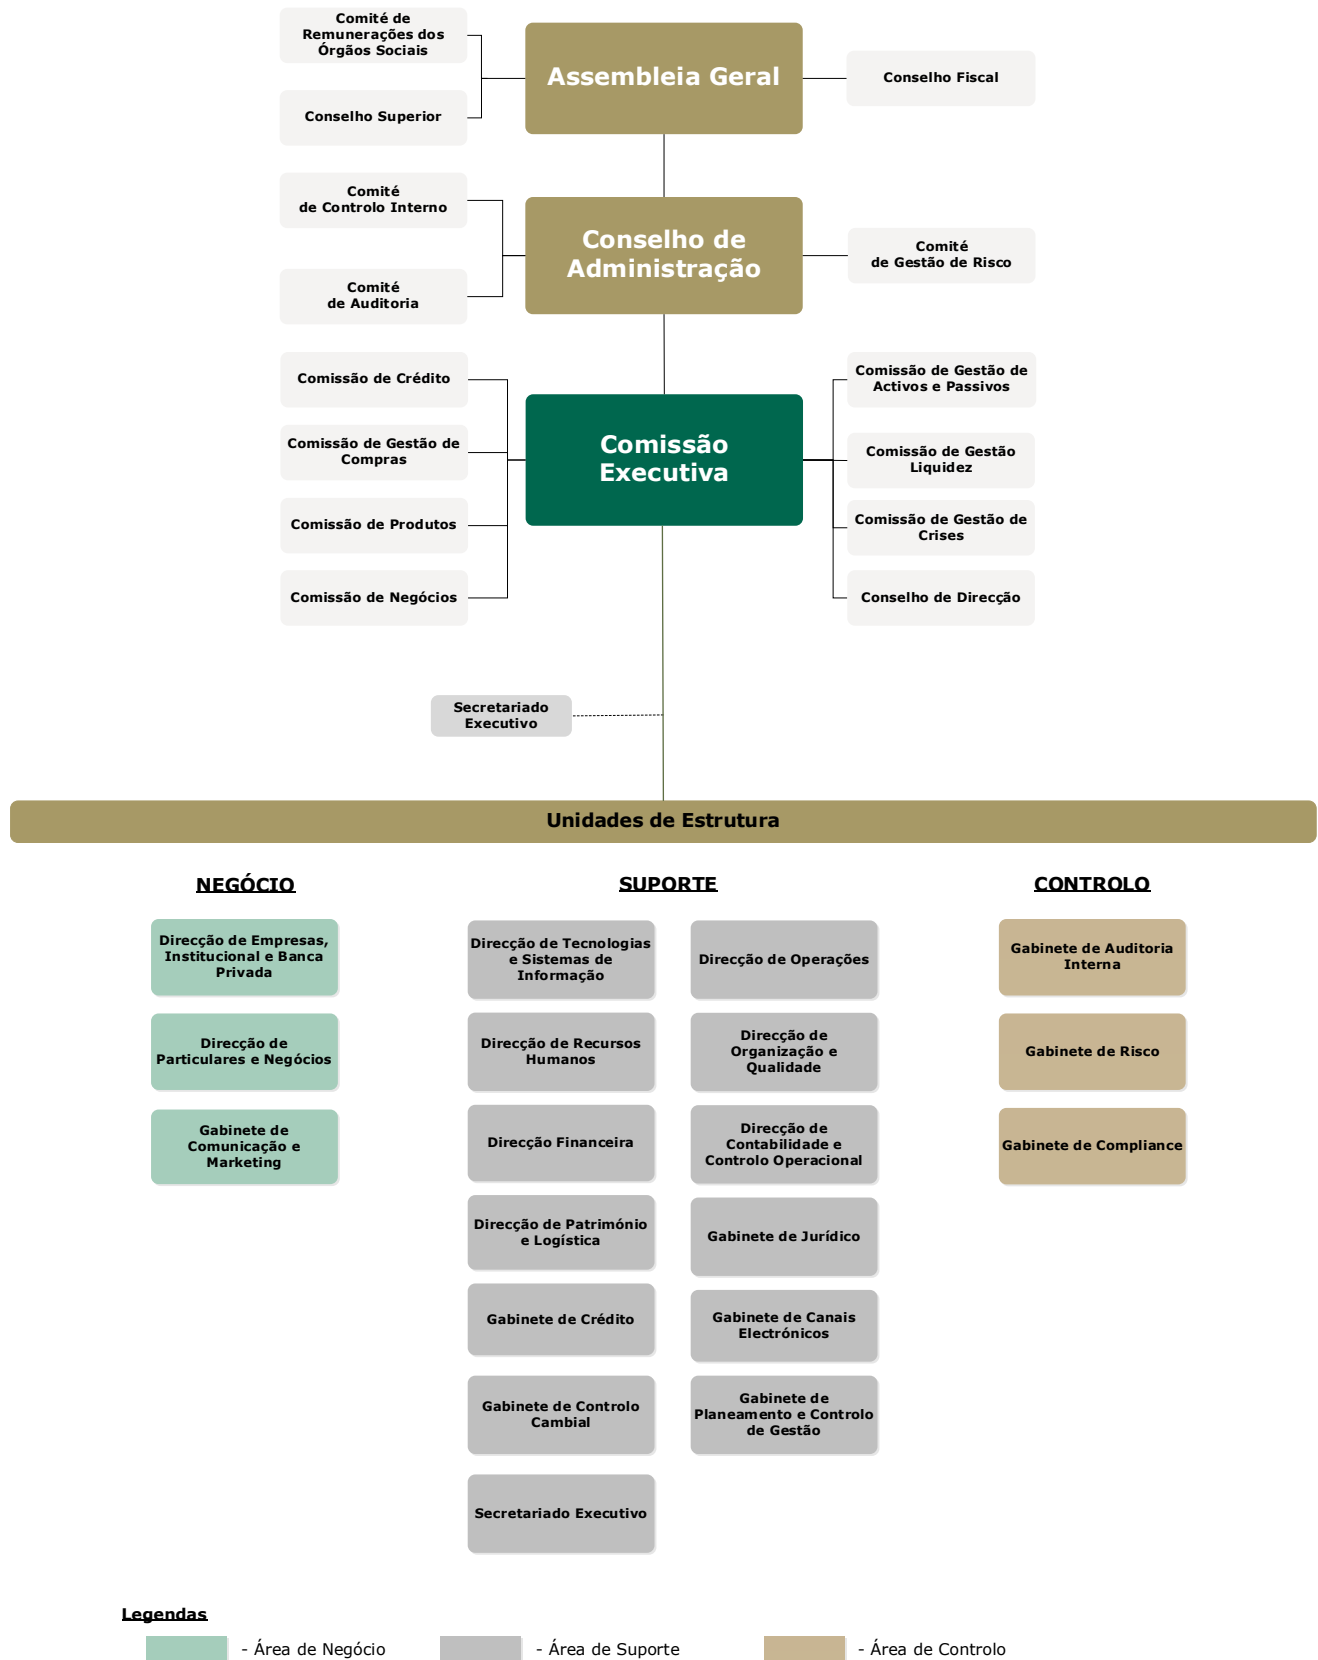 Comité de
Remunerações dos
Órgãos Sociais
Assembleia Geral
Conselho Fiscal
Conselho Superior
Comité
de Controlo Interno
Conselho de
Administração
Comité
de Gestão de Risco
Comité
de Auditoria
Comissão de Crédito
Comissão de Gestão de
Compras
Comissão de Produtos
Comissão de Negócios
Comissão
Executiva
Comissão de Gestão de
Activos e Passivos
Comissão de Gestão
Liquidez
Comissão de Gestão de
Crises
Conselho de Direcção
Secretariado
Executivo
Unidades de Estrutura
NEGÓCIO
Direcção de Empresas,
Institucional e Banca
Privada
Direcção de
Particulares e Negócios
Gabinete de
Comunicação e
Marketing
SUPORTE
Direcção de Tecnologias
e Sistemas de
Informação
Direcção de Recursos
Humanos
Direcção Financeira
Direcção de Património
e Logística
Gabinete de Crédito
Gabinete de Controlo
Cambial
Secretariado Executivo
Direcção de Operações
Direcção de
Organização e
Qualidade
Direcção de
Contabilidade e
Controlo Operacional
Gabinete de Jurídico
Gabinete de Canais
Electrónicos
Gabinete de
Planeamento e Controlo
de Gestão
CONTROLO
Gabinete de Auditoria
Interna
Gabinete de Risco
Gabinete de Compliance
Legendas
- Área de Negócio
- Área de Suporte
- Área de Controlo